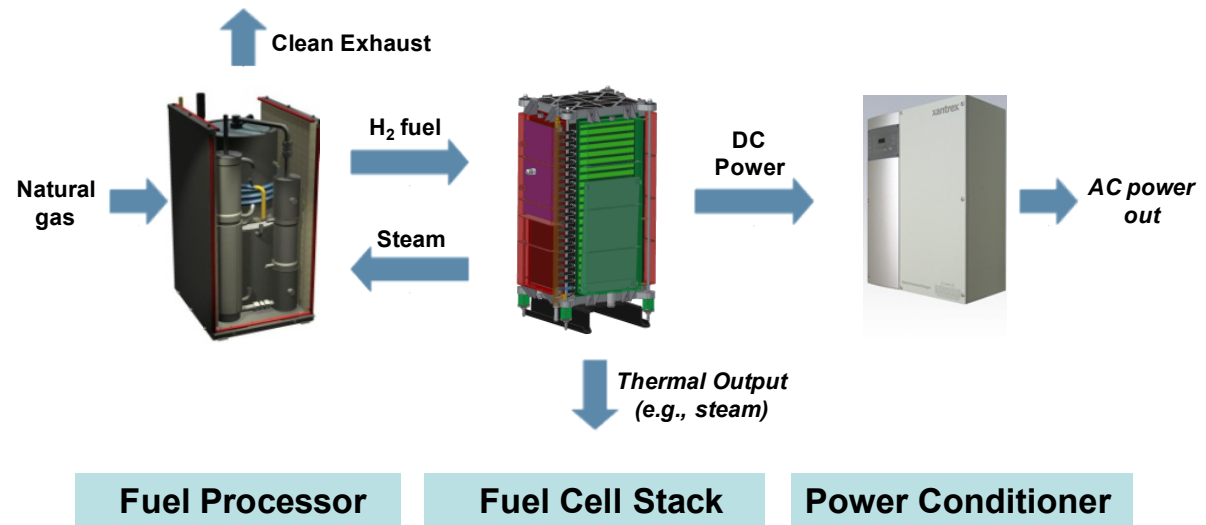 Clean Exhaust
xantrex
H₂ fuel
DC
Power
Natural
gas
AC power
out
Steam
Thermal Output
(e.g., steam)
Fuel Processor
Fuel Cell Stack
Power Conditioner